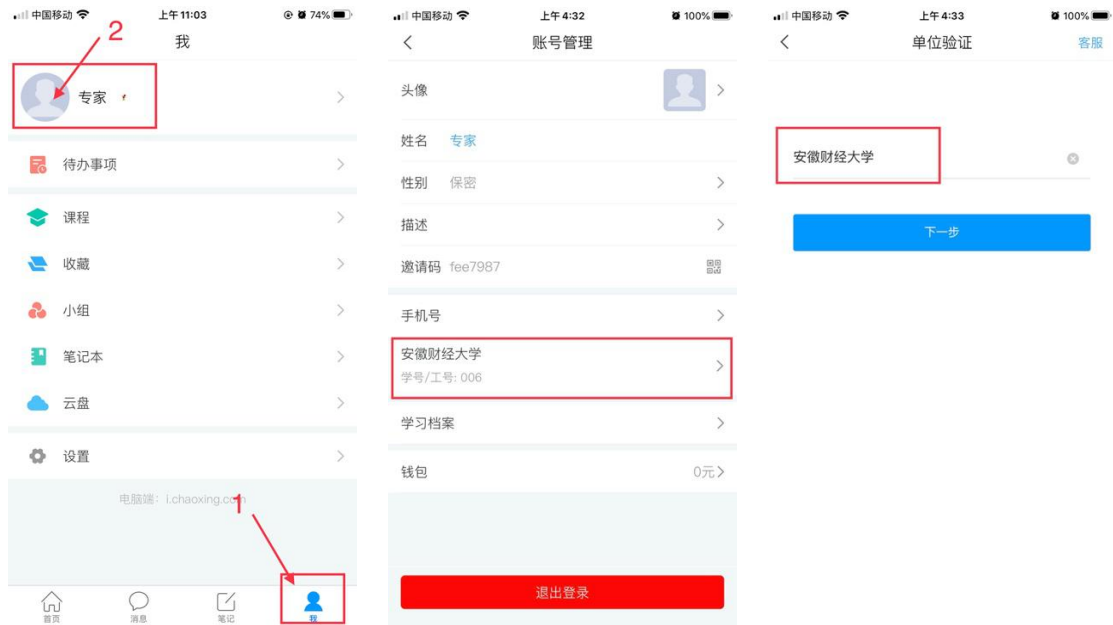 中国移动 上午11:03 74%
2
我
专家
待办事项
课程
收藏
小组
笔记本
云盘
设置
电脑端：i.chaoxing.com
1
首页 消息 笔记 我
中国移动 上午4:32 100%
账号管理
头像
姓名 专家
性别 保密
描述
邀请码 fee7987
手机号
安徽财经大学
学号/工号: 006
学习档案
钱包 0元
退出登录
中国移动 上午4:33 100%
单位验证 客服
安徽财经大学
下一步